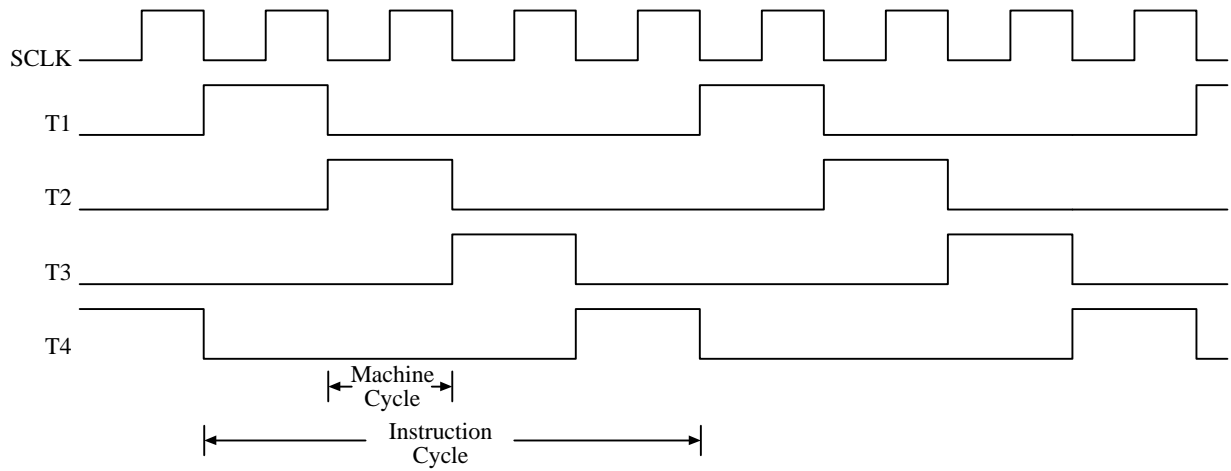 SCLK
T1
T2
T3
T4
Machine
Cycle
Instruction
Cycle